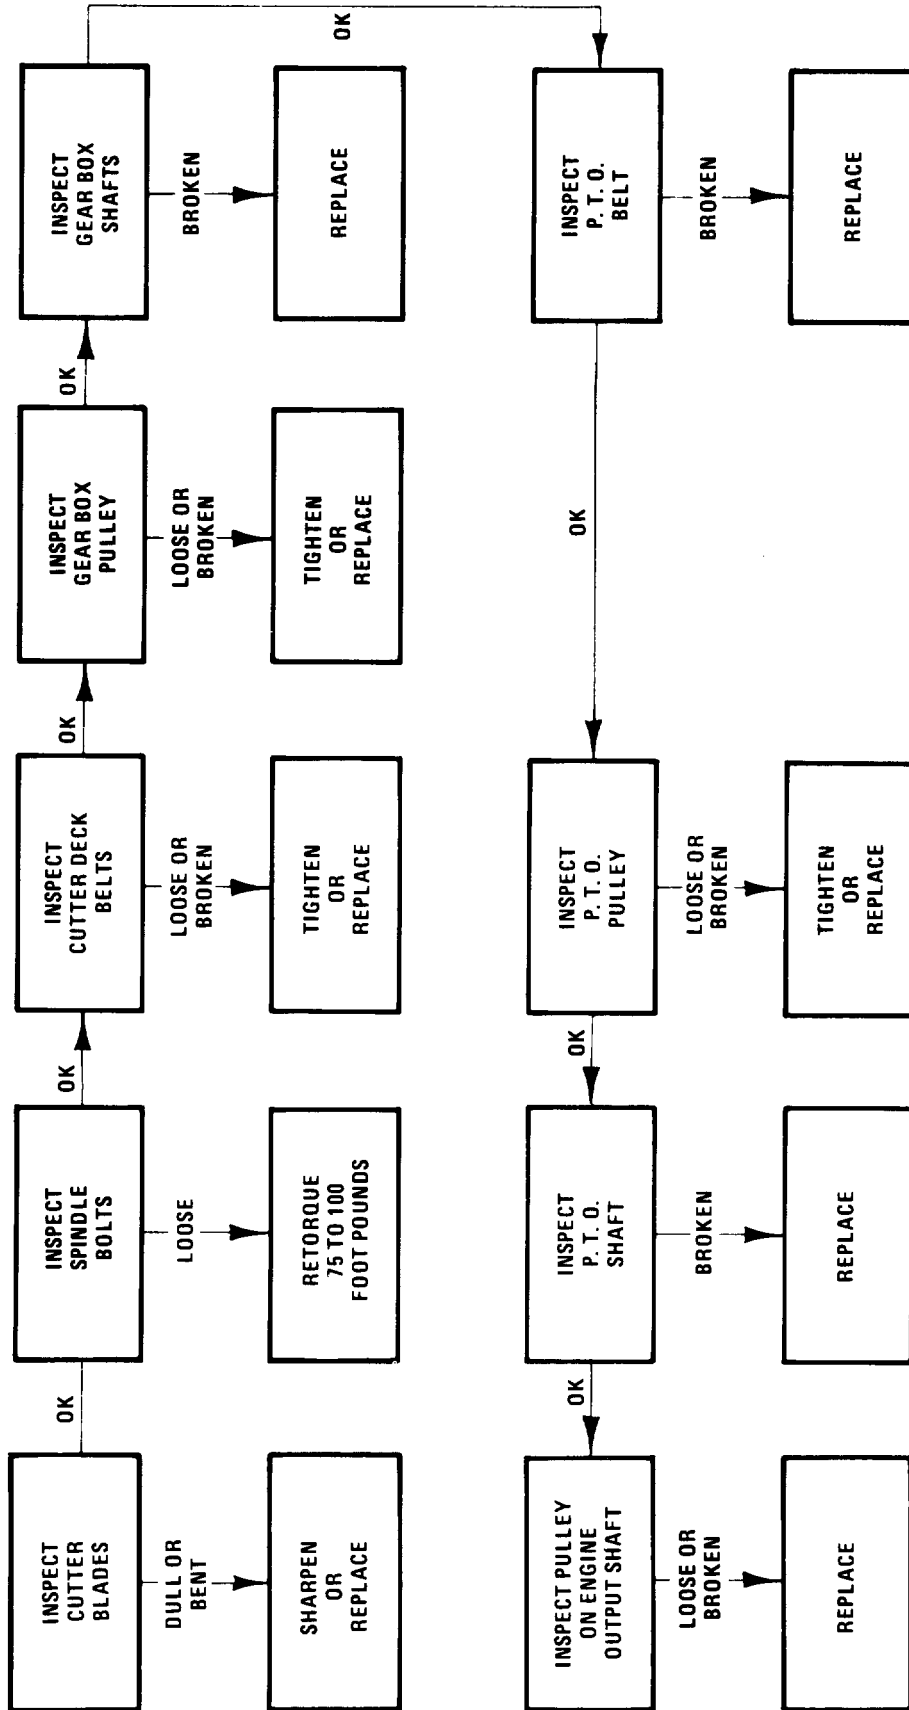 INSPECT
CUTTER
BLADES
OK
DULL OR
BENT
SHARPEN
OR
REPLACE
INSPECT
SPINDLE
BOLTS
OK
LOOSE
RETORQUE
75 TO 100
FOOT POUNDS
INSPECT
CUTTER DECK
BELTS
OK
LOOSE OR
BROKEN
TIGHTEN
OR
REPLACE
INSPECT
GEAR BOX
PULLEY
OK
LOOSE OR
BROKEN
TIGHTEN
OR
REPLACE
INSPECT
GEAR BOX
SHAFTS
OK
BROKEN
REPLACE
INSPECT
P. T. O.
BELT
OK
BROKEN
REPLACE
INSPECT
P. T. O.
PULLEY
OK
LOOSE OR
BROKEN
TIGHTEN
OR
REPLACE
INSPECT
P. T. O.
SHAFT
OK
BROKEN
REPLACE
INSPECT PULLEY
ON ENGINE
OUTPUT SHAFT
LOOSE OR
BROKEN
REPLACE